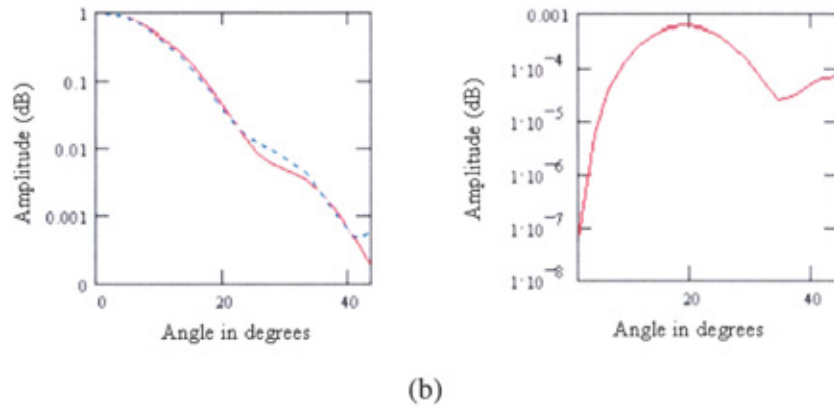 1
0.1
0.01
0.001
0
Amplitude (dB)
0 20 40
Angle in degrees
0.001
1·10⁻⁴
1·10⁻⁵
1·10⁻⁶
1·10⁻⁷
1·10⁻⁸
Amplitude (dB)
20 40
Angle in degrees
(b)